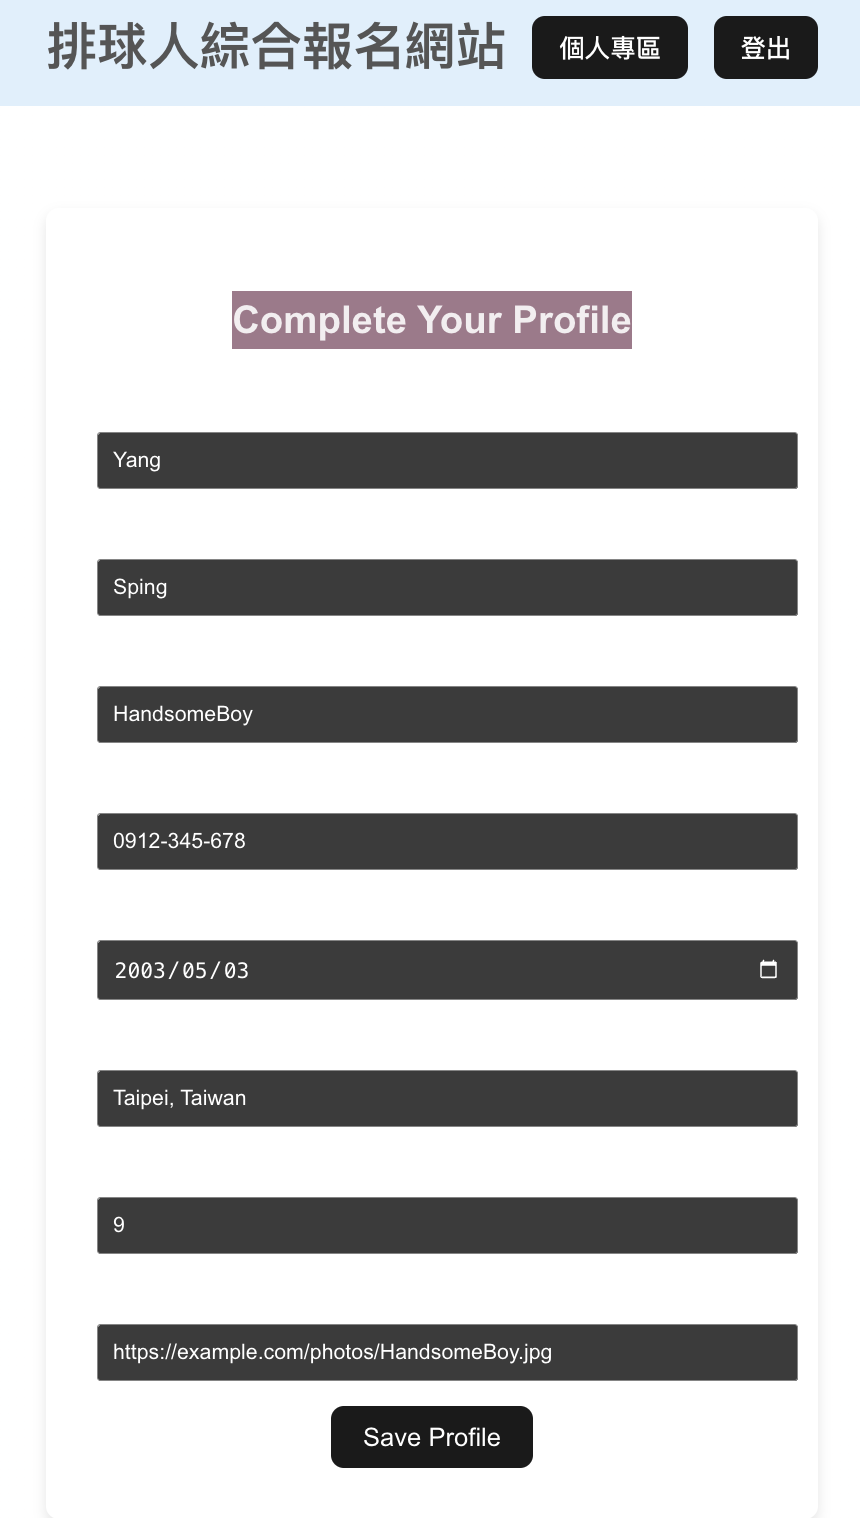 排球人綜合報名網站 個人專區 登出
Complete Your Profile
Yang
Sping
HandsomeBoy
0912-345-678
2003/05/03
Taipei, Taiwan
9
https://example.com/photos/HandsomeBoy.jpg
Save Profile